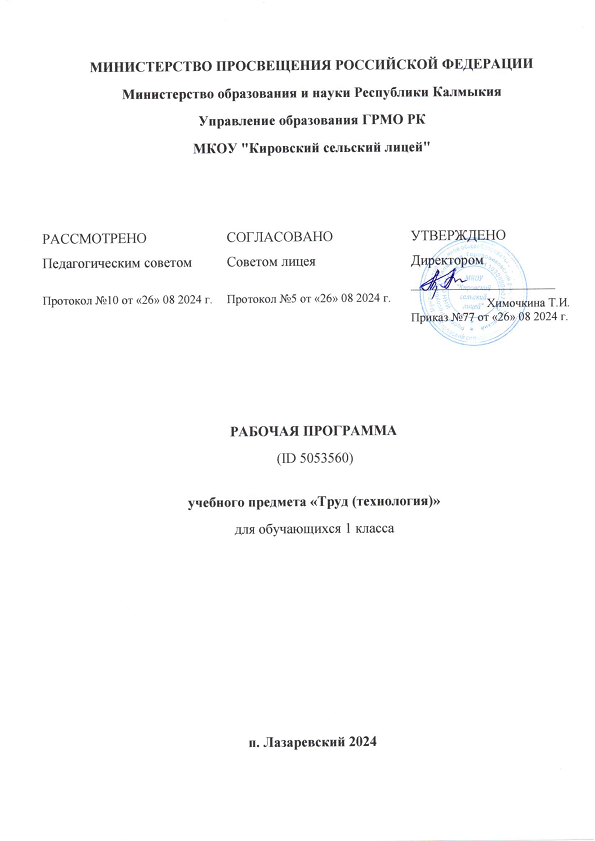 МИНИСТЕРСТВО ПРОСВЕЩЕНИЯ РОССИЙСКОЙ ФЕДЕРАЦИИ
Министерство образования и науки Республики Калмыкия
Управление образования ГРМО РК
МКОУ "Кировский сельский лицей"
РАССМОТРЕНО
Педагогическим советом
Протокол №10 от «26» 08 2024 г.
СОГЛАСОВАНО
Советом лицея
Протокол №5 от «26» 08 2024 г.
УТВЕРЖДЕНО
Директором
Химочкина Т.И.
Приказ №77 от «26» 08 2024 г.
МКОУ
сельский
РАБОЧАЯ ПРОГРАММА
(ID 5053560)
учебного предмета «Труд (технология)»
для обучающихся 1 класса
п. Лазаревский 2024